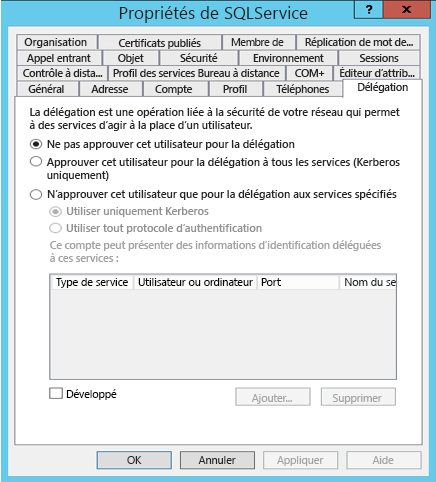 Propriétés de SQLService
?
x
Organisation
Certificats publiés
Membre de
Réplication de mot de...
Appel entrant
Objet
Sécurité
Environnement
Sessions
Contrôle à dista...
Profil des services Bureau à distance
COM+
Éditeur d'attrib...
Général
Adresse
Compte
Profil
Téléphones
Délégation
La délégation est une opération liée à la sécurité de votre réseau qui permet
à des services d'agir à la place d'un utilisateur.
Ne pas approuver cet utilisateur pour la délégation
Approuver cet utilisateur pour la délégation à tous les services (Kerberos
uniquement)
N'approuver cet utilisateur que pour la délégation aux services spécifiés
Utiliser uniquement Kerberos
Utiliser tout protocole d'authentification
Ce compte peut présenter des informations d'identification déléguées
à ces services :
Type de service
Utilisateur ou ordinateur
Port
Nom du se
Développé
Ajouter...
Supprimer
OK
Annuler
Appliquer
Aide